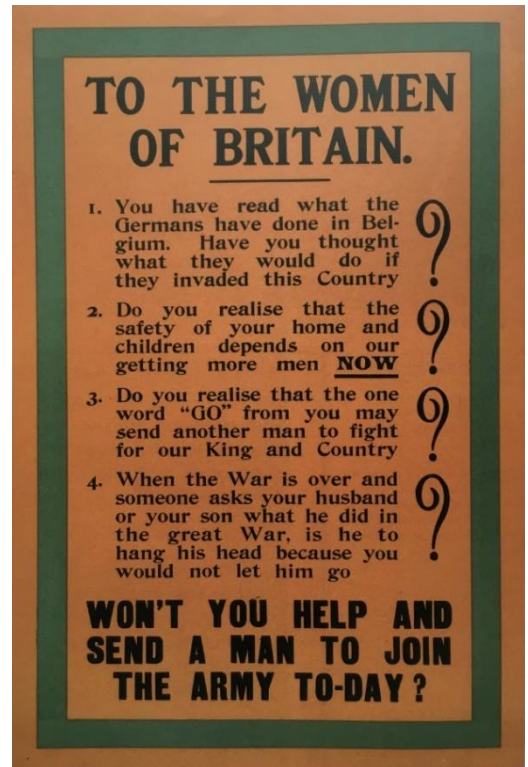 TO THE WOMEN
OF BRITAIN.
1. You have read what the
Germans have done in Bel-
gium. Have you thought
what they would do if
they invaded this Country ?
2. Do you realise that the
safety of your home and
children depends on our
getting more men NOW ?
3. Do you realise that the one
word "GO" from you may
send another man to fight
for our King and Country ?
4. When the War is over and
someone asks your husband
or your son what he did in
the great War, is he to
hang his head because you
would not let him go ?
WON'T YOU HELP AND
SEND A MAN TO JOIN
THE ARMY TO-DAY ?